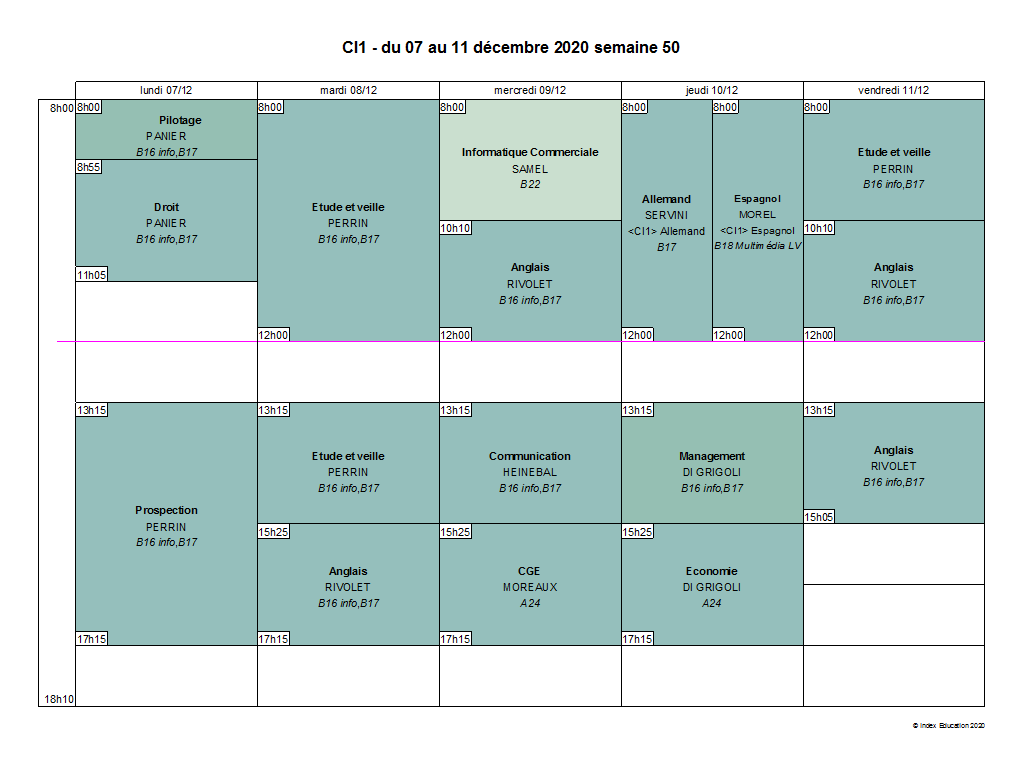 CI1 - du 07 au 11 décembre 2020 semaine 50
lundi 07/12
mardi 08/12
mercredi 09/12
jeudi 10/12
vendredi 11/12
8h00
8h00
Pilotage
PANIER
B16 info,B17
8h55
Droit
PANIER
B16 info,B17
11h05
13h15
Prospection
PERRIN
B16 info,B17
17h15
18h10
8h00
Etude et veille
PERRIN
B16 info,B17
12h00
13h15
Etude et veille
PERRIN
B16 info,B17
15h25
Anglais
RIVOLET
B16 info,B17
17h15
8h00
Informatique Commerciale
SAMEL
B22
10h10
Anglais
RIVOLET
B16 info,B17
12h00
13h15
Communication
HEINEBAL
B16 info,B17
15h25
CGE
MOREAUX
A24
17h15
8h00
Allemand
SERVINI
<CI1> Allemand
B17
12h00
8h00
Espagnol
MOREL
<CI1> Espagnol
B18 Multimédia LV
12h00
13h15
Management
DI GRIGOLI
B16 info,B17
15h25
Economie
DI GRIGOLI
A24
17h15
8h00
Etude et veille
PERRIN
B16 info,B17
10h10
Anglais
RIVOLET
B16 info,B17
12h00
13h15
Anglais
RIVOLET
B16 info,B17
15h05
© Index Education 2020